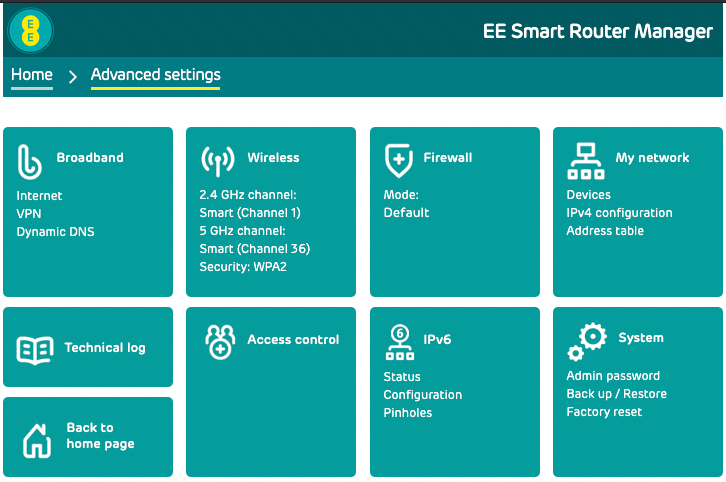 E
E
EE Smart Router Manager
Home > Advanced settings
Broadband
Internet
VPN
Dynamic DNS
Wireless
2.4 GHz channel:
Smart (Channel 1)
5 GHz channel:
Smart (Channel 36)
Security: WPA2
Firewall
Mode:
Default
My network
Devices
IPv4 configuration
Address table
Technical log
Back to
home page
Access control
6
IPv6
Status
Configuration
Pinholes
System
Admin password
Back up / Restore
Factory reset